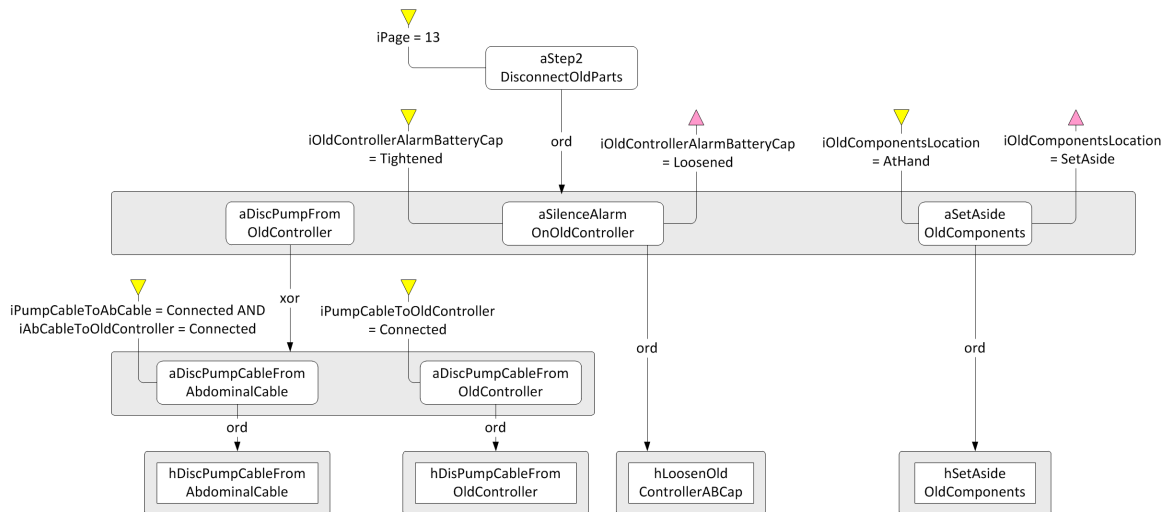 iPage = 13
aStep2
DisconnectOldParts
iOldControllerAlarmBatteryCap
= Tightened
ord
iOldControllerAlarmBatteryCap
= Loosened
iOldComponentsLocation
= AtHand
iOldComponentsLocation
= SetAside
aDiscPumpFrom
OldController
aSilenceAlarm
OnOldController
aSetAside
OldComponents
iPumpCableToAbCable = Connected AND
iAbCableToOldController = Connected
xor
iPumpCableToOldController
= Connected
ord
ord
aDiscPumpCableFrom
AbdominalCable
aDiscPumpCableFrom
OldController
ord
ord
hDiscPumpCableFrom
AbdominalCable
hDisPumpCableFrom
OldController
hLoosenOld
ControllerABCap
hSetAside
OldComponents